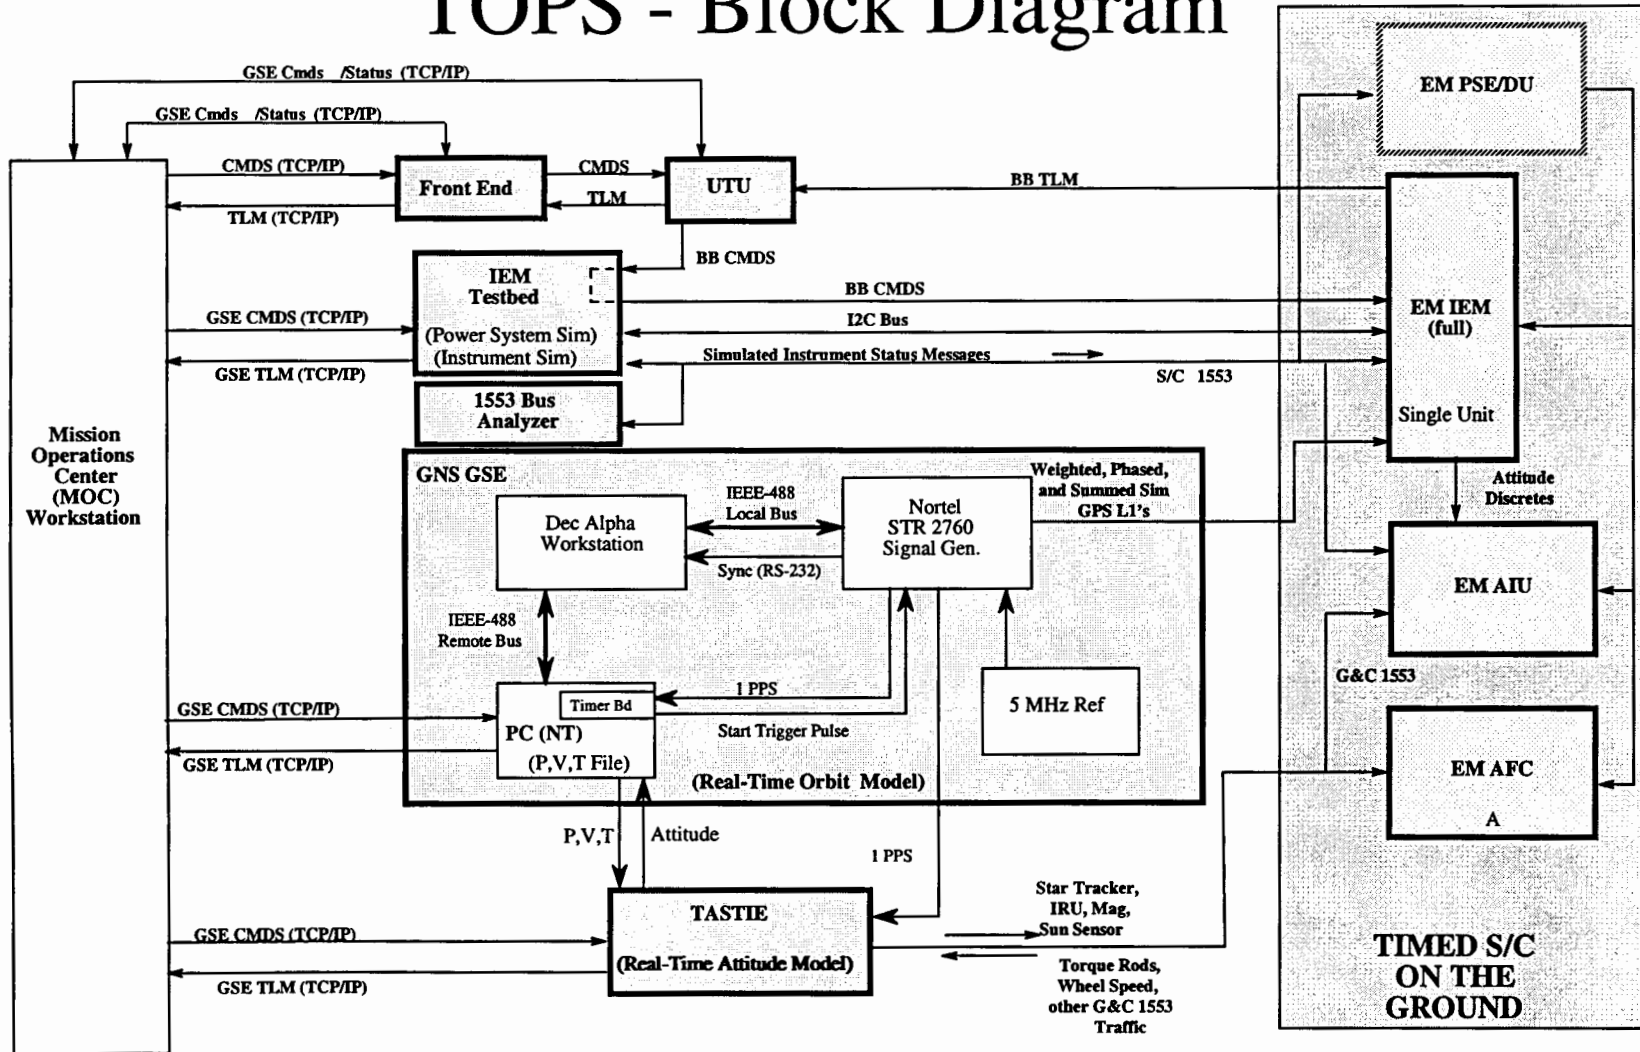 TOPS - Block Diagram
GSE Cmds /Status (TCP/IP)
GSE Cmds /Status (TCP/IP)
CMDS (TCP/IP)
TLM (TCP/IP)
Front End
CMDS
TLM
UTU
BB TLM
BB CMDS
EM PSE/DU
IEM
Testbed
(Power System Sim)
(Instrument Sim)
GSE CMDS (TCP/IP)
GSE TLM (TCP/IP)
BB CMDS
I2C Bus
Simulated Instrument Status Messages
S/C 1553
EM IEM
(full)
Single Unit
1553 Bus
Analyzer
Mission
Operations
Center
(MOC)
Workstation
GNS GSE
Dec Alpha
Workstation
IEEE-488
Local Bus
Sync (RS-232)
Nortel
STR 2760
Signal Gen.
Weighted, Phased,
and Summed Sim
GPS L1's
Attitude
Discretes
EM AIU
IEEE-488
Remote Bus
1 PPS
Start Trigger Pulse
Timer Bd
PC (NT)
(P,V,T File)
5 MHz Ref
(Real-Time Orbit Model)
GSE CMDS (TCP/IP)
GSE TLM (TCP/IP)
G&C 1553
EM AFC
A
P,V,T
Attitude
1 PPS
TASTIE
(Real-Time Attitude Model)
GSE CMDS (TCP/IP)
GSE TLM (TCP/IP)
Star Tracker,
IRU, Mag,
Sun Sensor
Torque Rods,
Wheel Speed,
other G&C 1553
Traffic
TIMED S/C
ON THE
GROUND